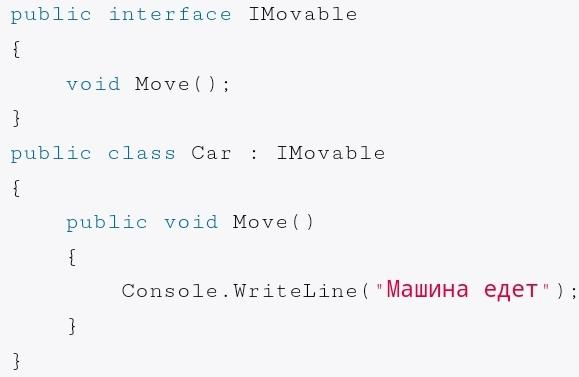 public interface IMovable
{
    void Move();
}
public class Car : IMovable
{
    public void Move()
    {
        Console.WriteLine("Машина едет");
    }
}